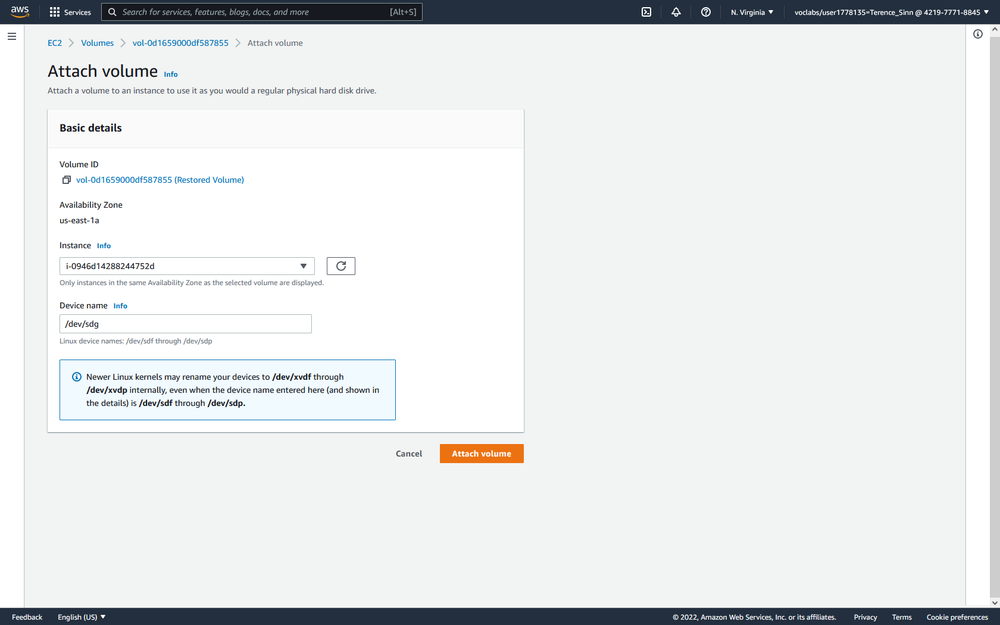 aws Services Search for services, features, blogs, docs, and more [Alt+S] N. Virginia voclabs/user1778135=Terence_Sinn @ 4219-7771-8845
EC2 Volumes vol-0d1659000df587855 Attach volume
Attach volume Info
Attach a volume to an instance to use it as you would a regular physical hard disk drive.
Basic details
Volume ID
vol-0d1659000df587855 (Restored Volume)
Availability Zone
us-east-1a
Instance Info
i-0946d14288244752d
Only instances in the same Availability Zone as the selected volume are displayed.
Device name Info
/dev/sdg
Linux device names: /dev/sdf through /dev/sdp
Newer Linux kernels may rename your devices to /dev/xvdf through
/dev/xvdp internally, even when the device name entered here (and shown in
the details) is /dev/sdf through /dev/sdp.
Cancel Attach volume
Feedback English (US) © 2022, Amazon Web Services, Inc. or its affiliates. Privacy Terms Cookie preferences